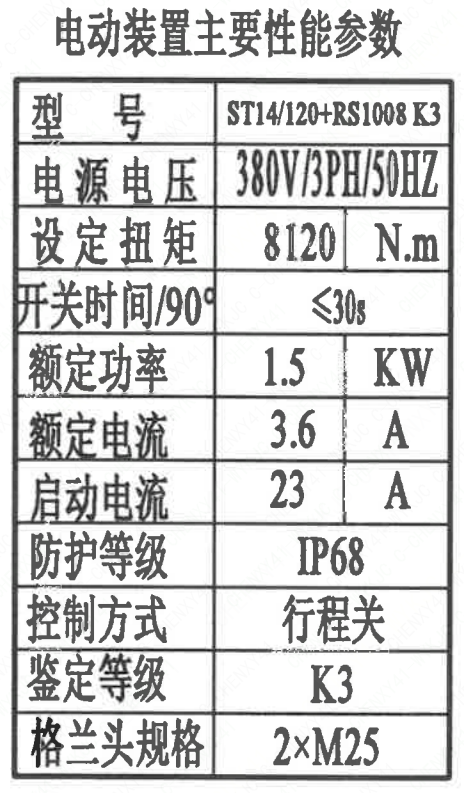 电动装置主要性能参数
型 号 ST14/120+RS1008 K3
电源电压 380V/3PH/50HZ
设定扭矩 8120 N.m
开关时间/90° ≤30s
额定功率 1.5 KW
额定电流 3.6 A
启动电流 23 A
防护等级 IP68
控制方式 行程关
鉴定等级 K3
格兰头规格 2×M25